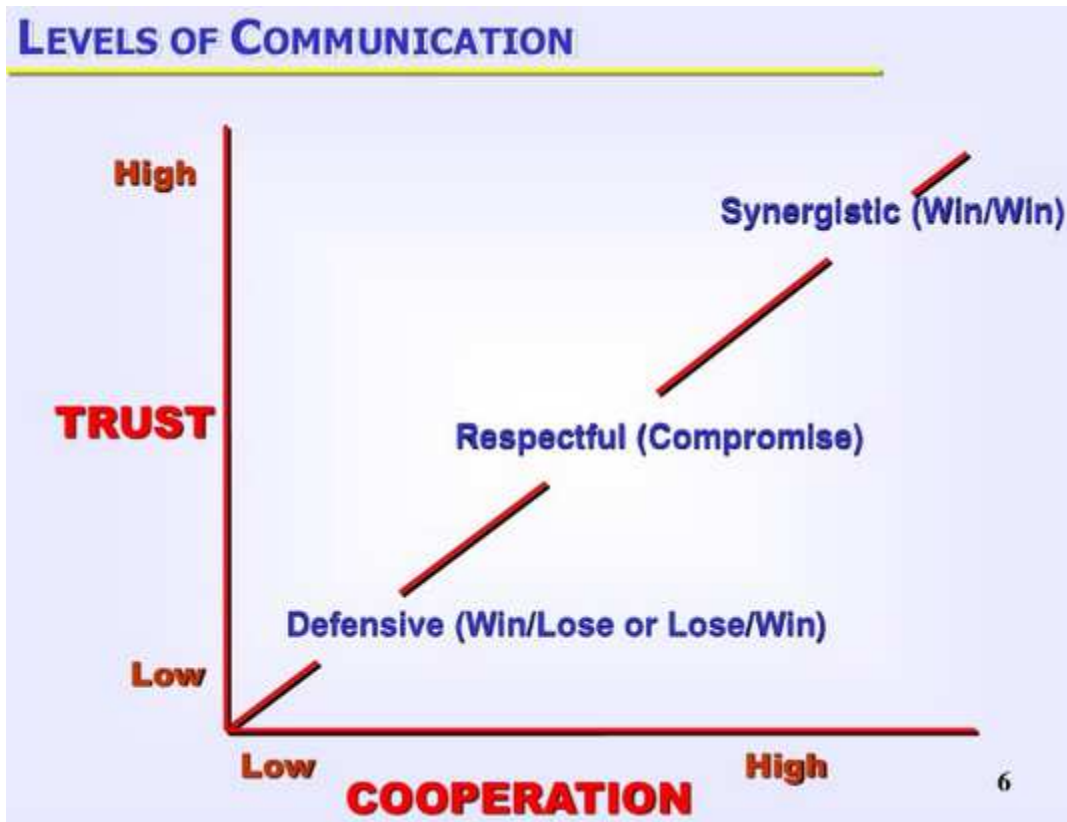 LEVELS OF COMMUNICATION
High
Synergistic (Win/Win)
TRUST
Respectful (Compromise)
Defensive (Win/Lose or Lose/Win)
Low
Low
High
COOPERATION
6